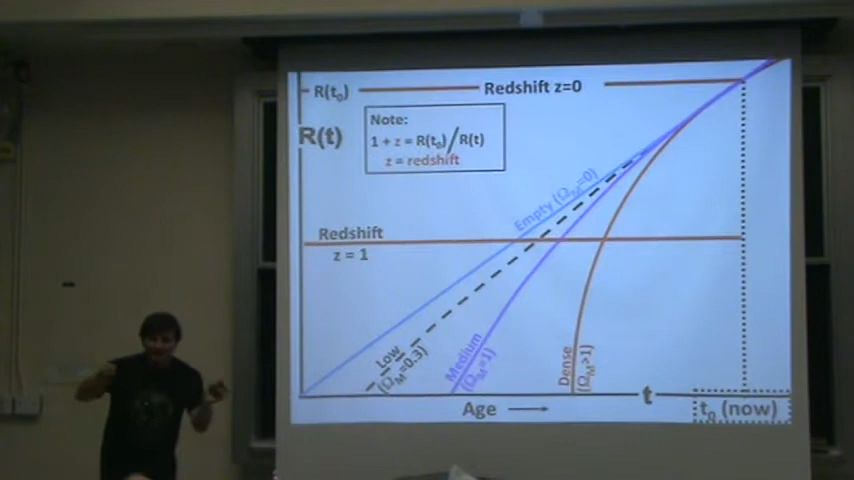 R(t₀)
Redshift z=0
Note:
1 + z = R(t₀)/R(t)
z = redshift
R(t)
Empty (Ωₘ=0)
Redshift
z = 1
Low
(Ωₘ=0.3)
Medium
(Ωₘ=1)
Dense
(Ωₘ>1)
t
Age
t₀ (now)